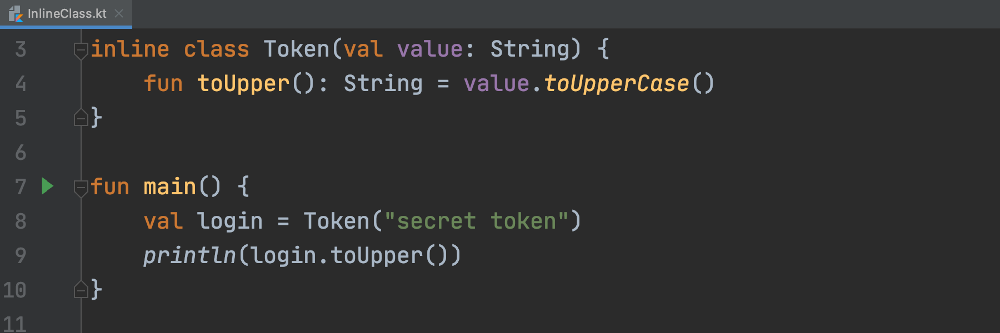 InlineClass.kt
3 inline class Token(val value: String) {
4     fun toUpper(): String = value.toUpperCase()
5 }
6
7 fun main() {
8     val login = Token("secret token")
9     println(login.toUpper())
10 }
11